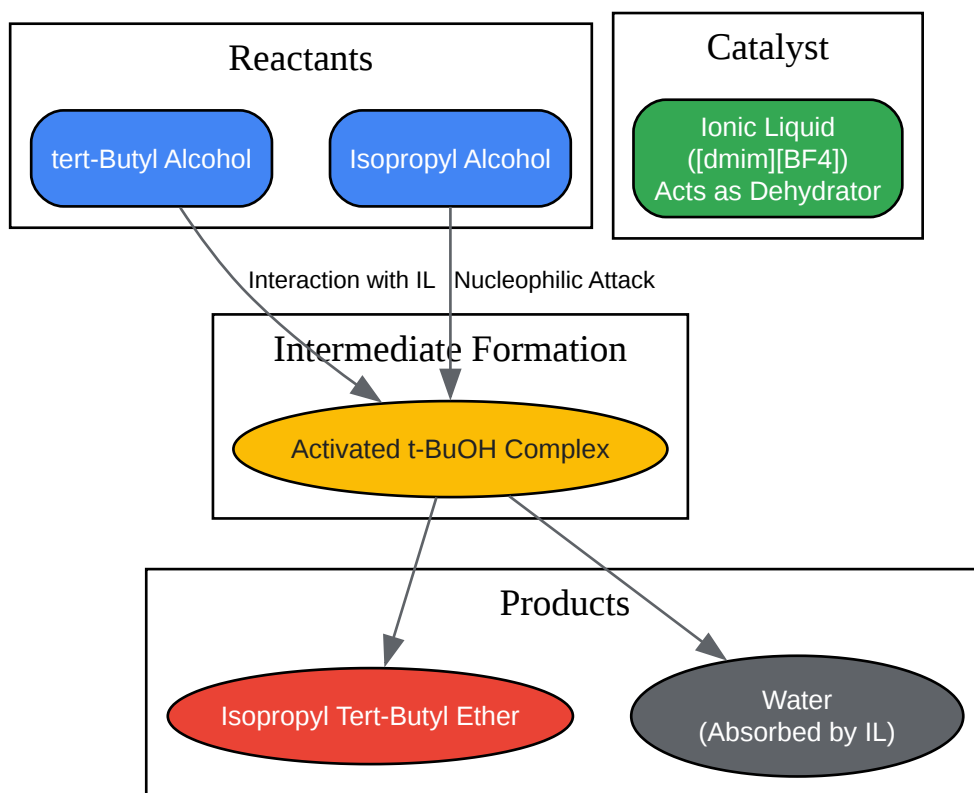 Reactants
Catalyst
tert-Butyl Alcohol
Isopropyl Alcohol
Ionic Liquid
([dmim][BF4])
Acts as Dehydrator
Interaction with IL
Nucleophilic Attack
Intermediate Formation
Activated t-BuOH Complex
Products
Isopropyl Tert-Butyl Ether
Water
(Absorbed by IL)